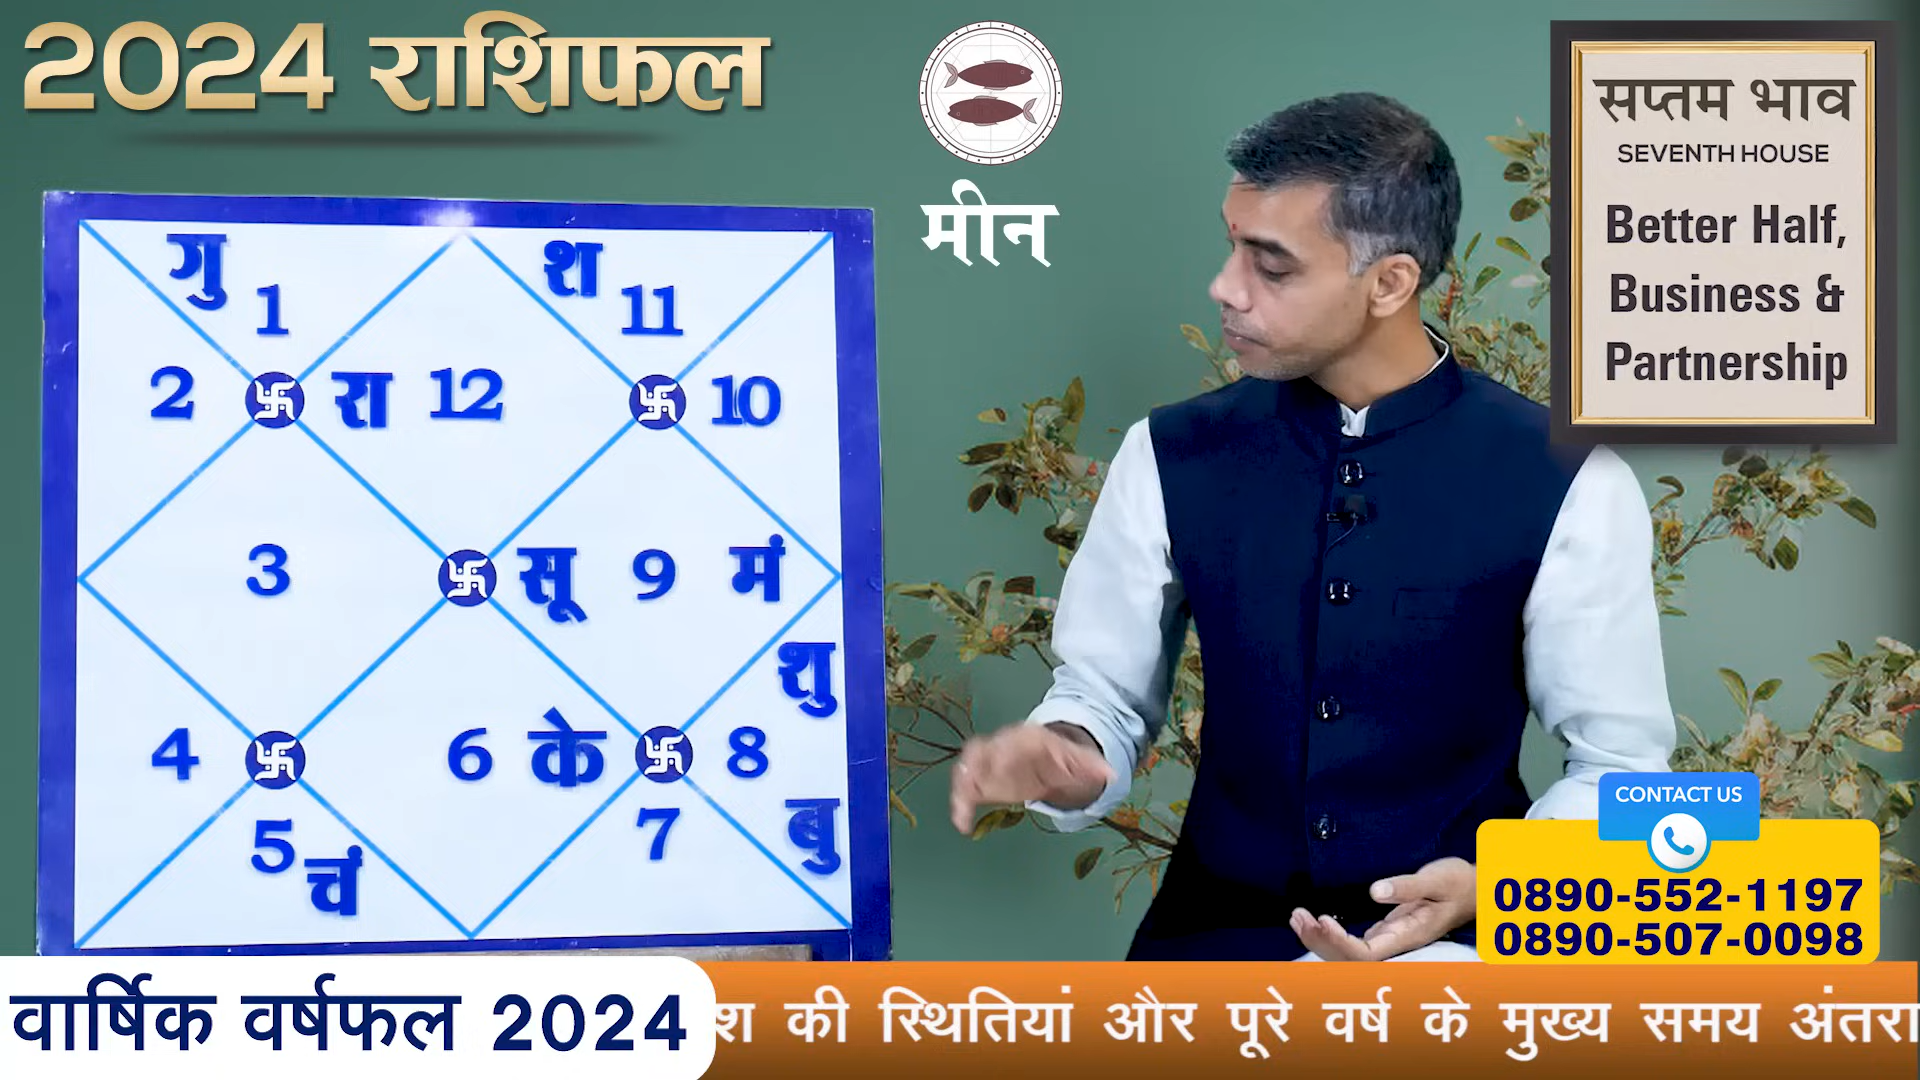 2024 राशिफल
मीन
सप्तम भाव
SEVENTH HOUSE
Better Half,
Business &
Partnership
गु
1
श
11
2
रा
12
10
3
सू
9
मं
शु
4
6
के
8
5
चं
7
बु
CONTACT US
0890-552-1197
0890-507-0098
वार्षिक वर्षफल 2024
श की स्थितियां और पूरे वर्ष के मुख्य समय अंतरा